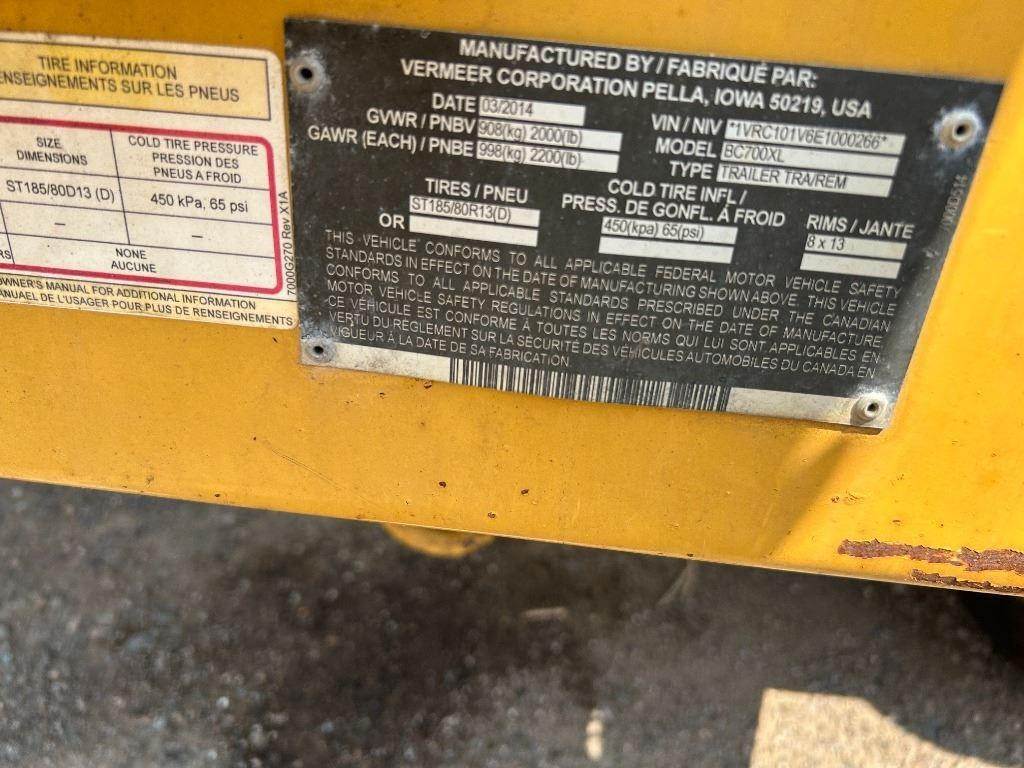 TIRE INFORMATION
ENSEIGNEMENTS SUR LES PNEUS
SIZE
DIMENSIONS
COLD TIRE PRESSURE
PRESSION DES
PNEUS A FROID
ST185/80D13 (D)
450 kPa, 65 psi
–
–
RS
NONE
AUCUNE
OWNER'S MANUAL FOR ADDITIONAL INFORMATION
MANUAEL DE L'USAGER POUR PLUS DE RENSEIGNEMENTS
7000G270 Rev X1A
MANUFACTURED BY / FABRIQUÉ PAR:
VERMEER CORPORATION PELLA, IOWA 50219, USA
DATE 03/2014
GVWR / PNBV 908(kg) 2000(lb)
GAWR (EACH) / PNBE 998(kg) 2200(lb)
VIN / NIV *1VRC101V6E1000266*
MODEL BC700XL
TYPE TRAILER TRA/REM
TIRES / PNEU
ST185/80R13(D)
OR
COLD TIRE INFL /
PRESS. DE GONFL. À FROID
450(kpa) 65(psi)
RIMS / JANTE
8 x 13
THIS VEHICLE CONFORMS TO ALL APPLICABLE FEDERAL MOTOR VEHICLE SAFETY
STANDARDS IN EFFECT ON THE DATE OF MANUFACTURING SHOWN ABOVE. THIS VEHICLE
CONFORMS TO ALL APPLICABLE STANDARDS PRESCRIBED UNDER THE CANADIAN
MOTOR VEHICLE SAFETY REGULATIONS IN EFFECT ON THE DATE OF MANUFACTURE
CE VÉHICULE EST CONFORME À TOUTES LES NORMES QUI LUI SONT APPLICABLES EN
VERTU DU RÈGLEMENT SUR LA SÉCURITÉ DES VÉHICULES AUTOMOBILES DU CANADA EN
VIGUEUR À LA DATE DE SA FABRICATION